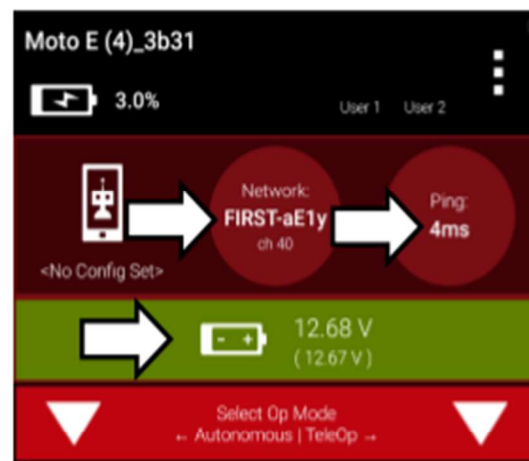 Moto E (4)_3b31
3.0%
User 1 User 2
Network:
FIRST-aE1y
ch 40
Ping:
4ms
<No Config Set>
12.68 V
( 12.67 V )
Select Op Mode
← Autonomous | TeleOp →